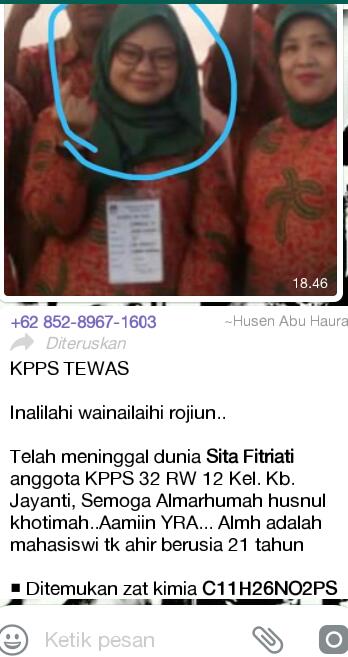 18.46
+62 852-8967-1603 ~Husen Abu Haura
Diteruskan
KPPS TEWAS
Inalilahi wainailaihi rojiun..
Telah meninggal dunia Sita Fitriati
anggota KPPS 32 RW 12 Kel. Kb.
Jayanti, Semoga Almarhumah husnul
khotimah..Aamiin YRA... Almh adalah
mahasiswi tk ahir berusia 21 tahun
▪ Ditemukan zat kimia C11H26NO2PS
Ketik pesan